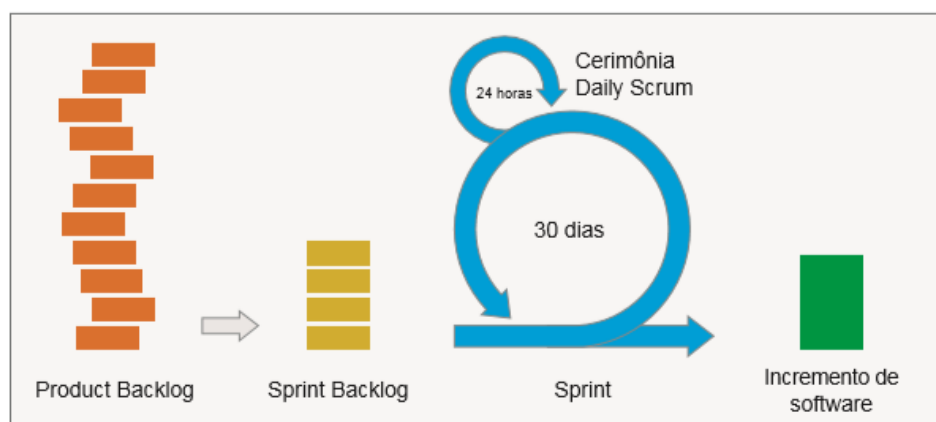 Cerimônia
Daily Scrum
24 horas
30 dias
Product Backlog
Sprint Backlog
Sprint
Incremento de
software